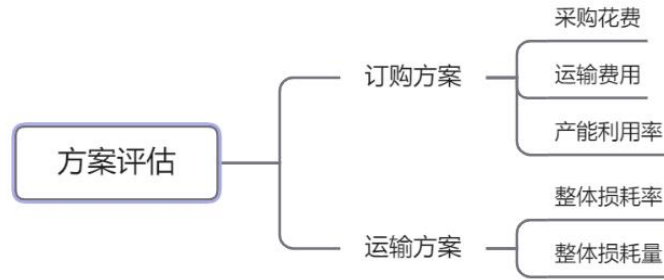 方案评估
订购方案
采购花费
运输费用
产能利用率
运输方案
整体损耗率
整体损耗量